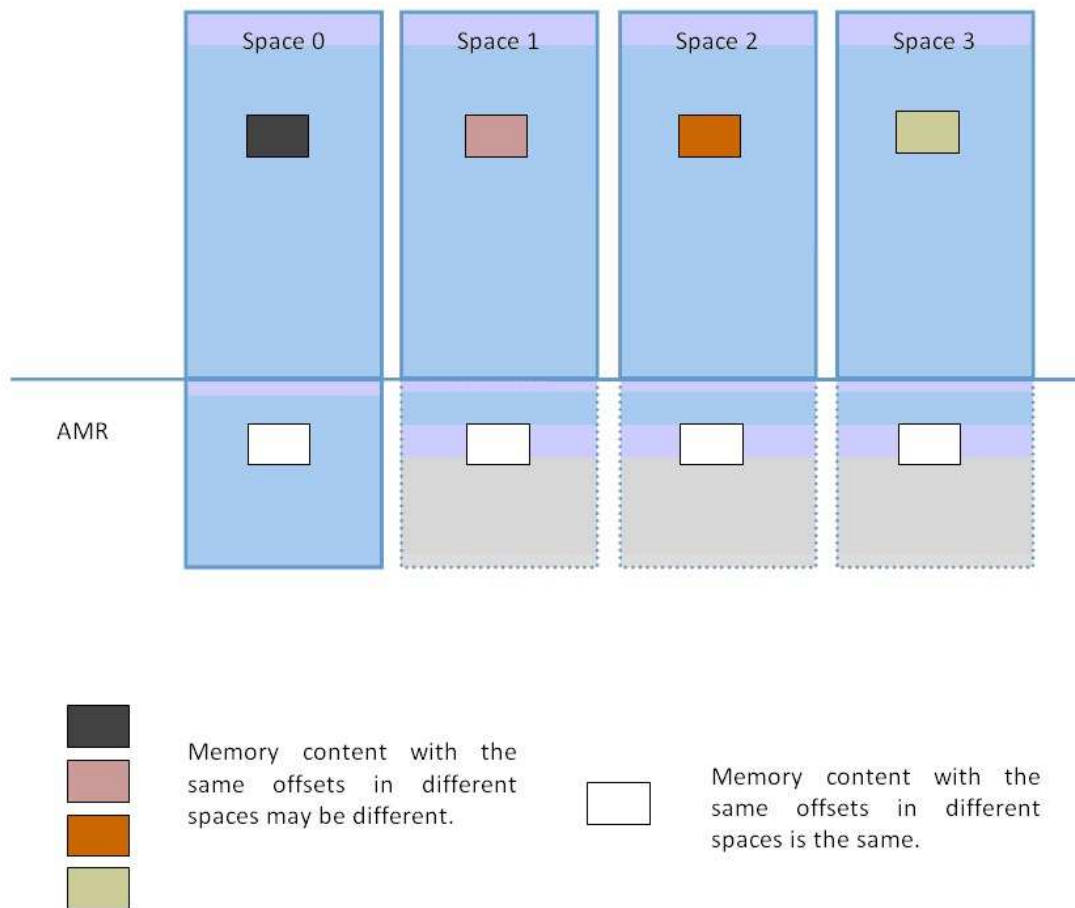 Space 0
Space 1
Space 2
Space 3
AMR
Memory content with the
same offsets in different
spaces may be different.
Memory content with the
same offsets in different
spaces is the same.